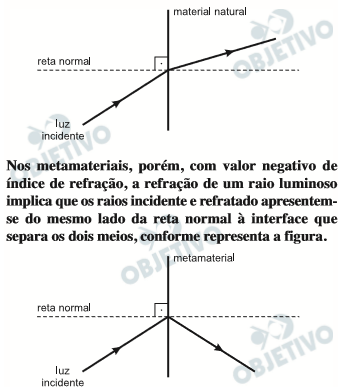 material natural
reta normal
luz
incidente
Nos metamateriais, porém, com valor negativo de
índice de refração, a refração de um raio luminoso
implica que os raios incidente e refratado apresentem-
se do mesmo lado da reta normal à interface que
separa os dois meios, conforme representa a figura.
metamaterial
reta normal
luz
incidente
OBJETIVO
OBJETIVO
OBJETIVO
OBJETIVO